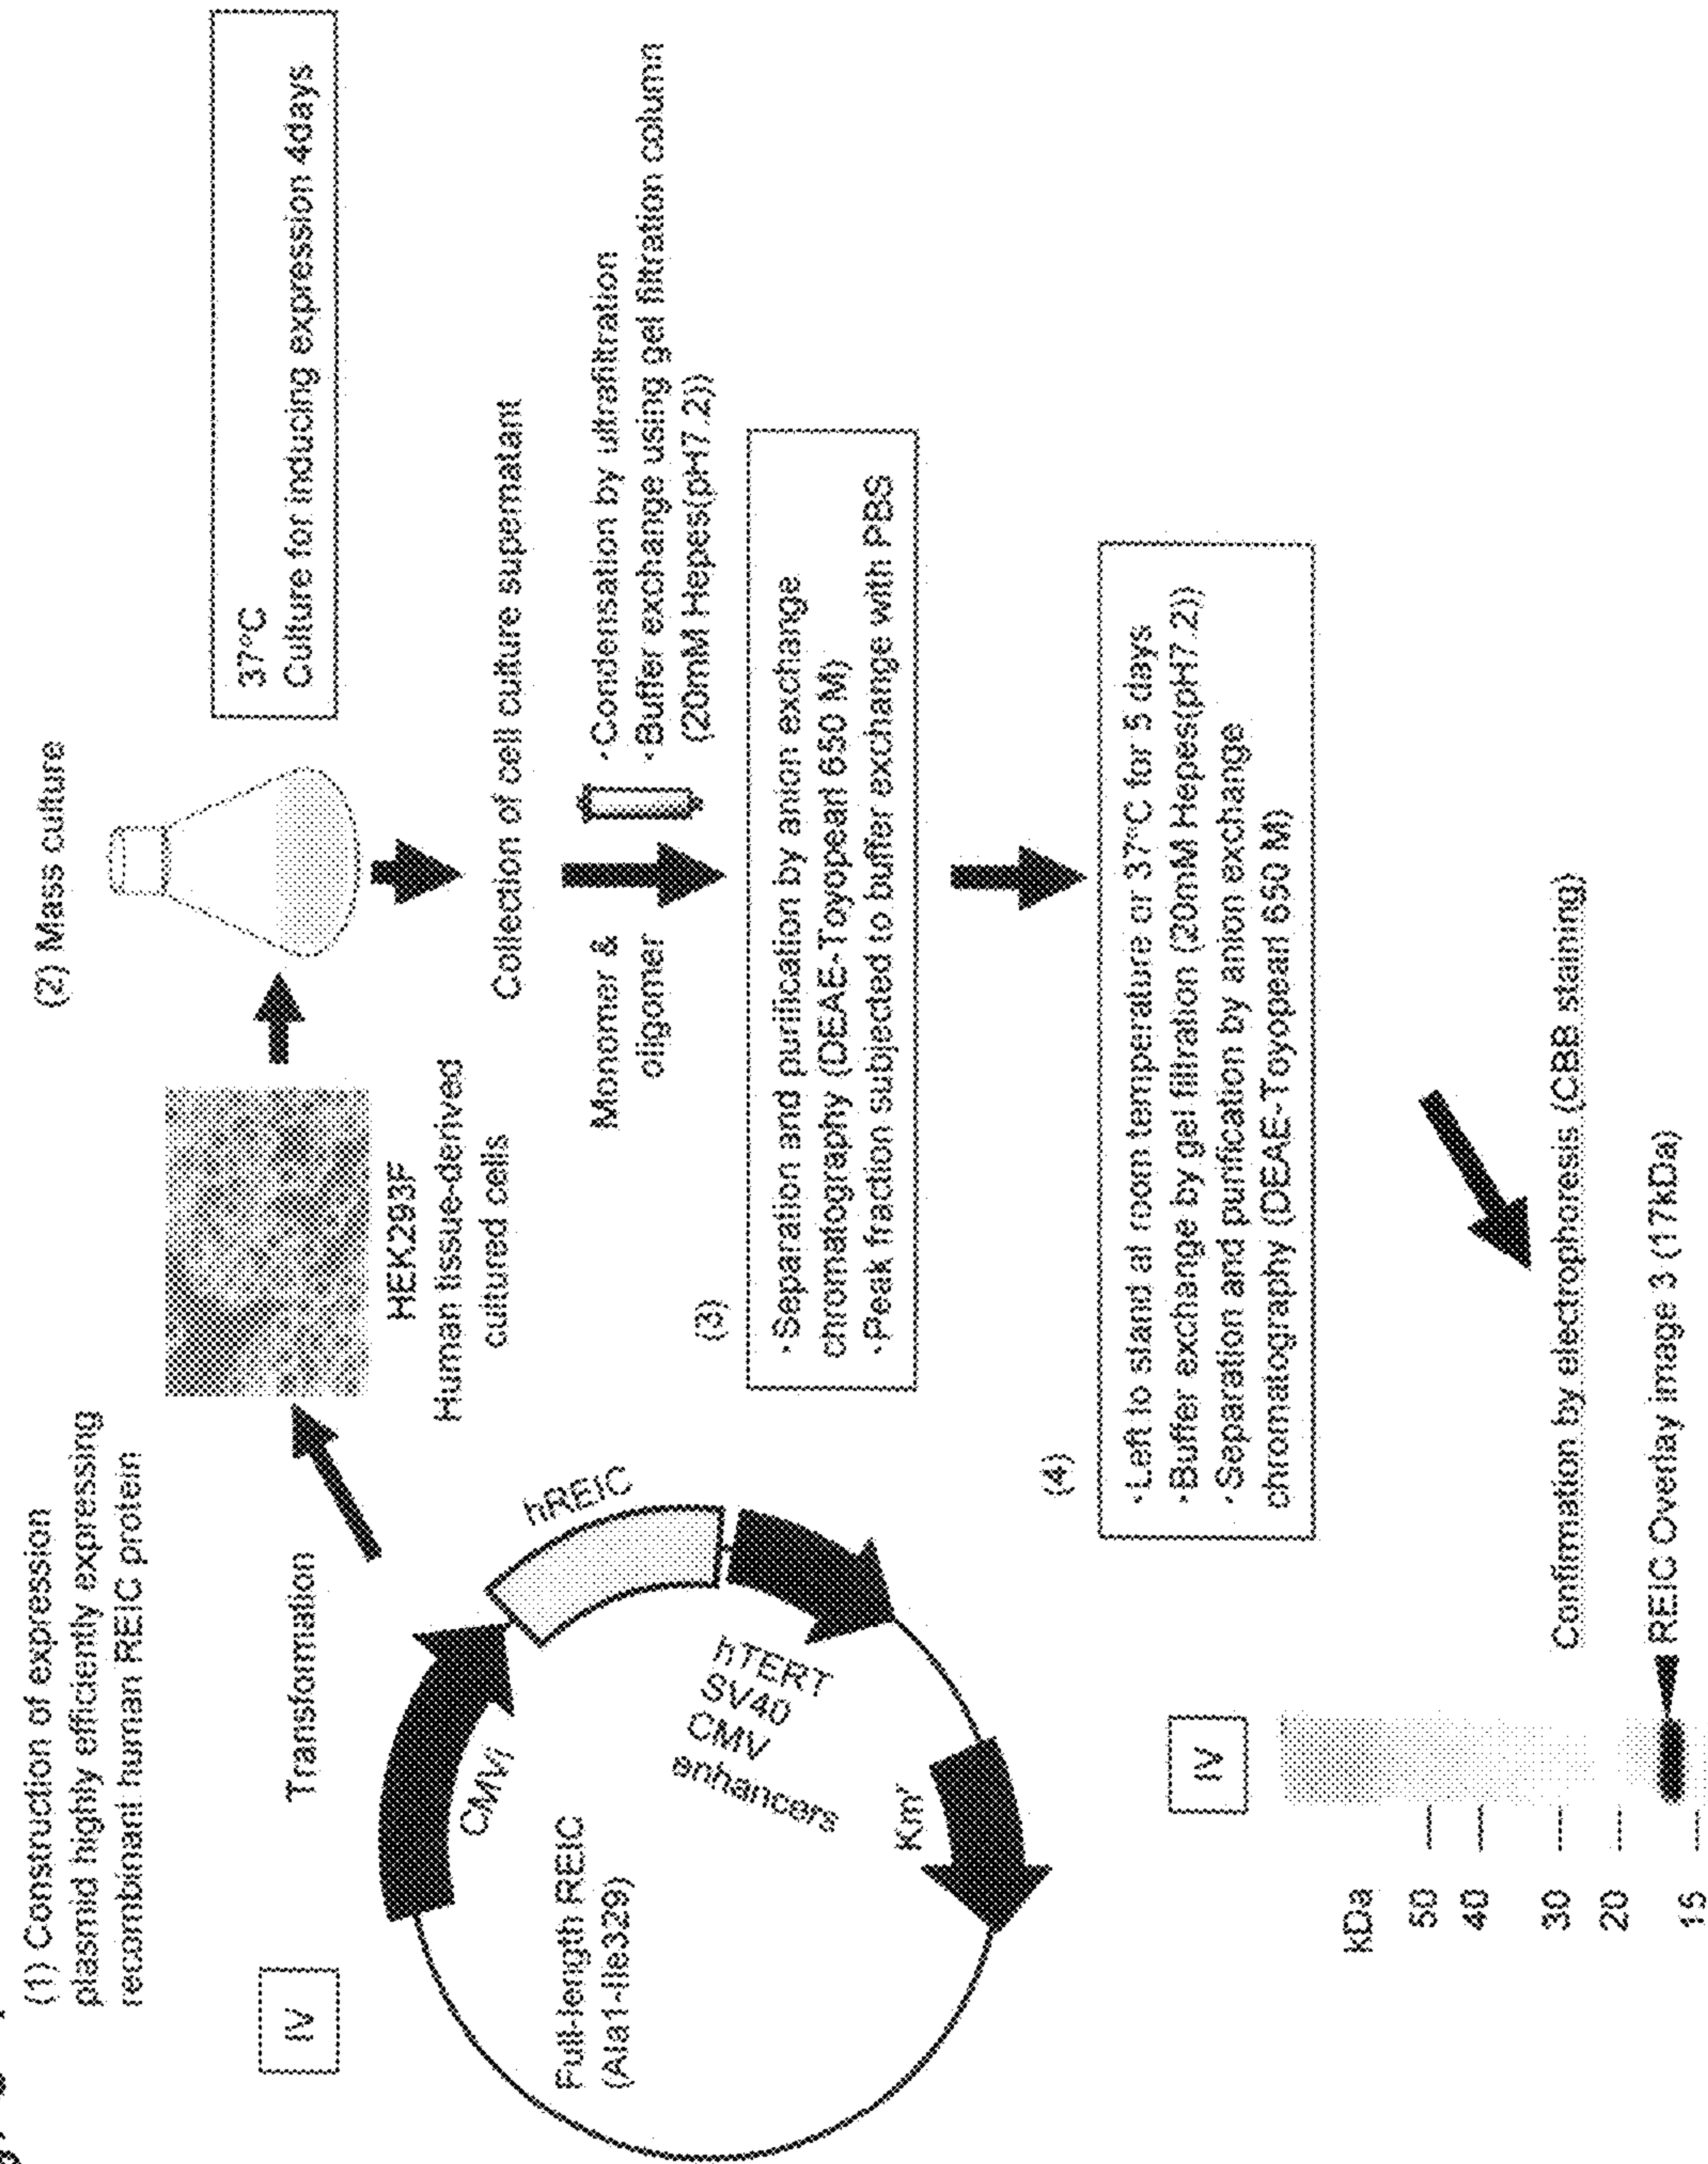 (1) Construction of expression
plasmid highly efficiently expressing
recombinant human REIC protein
IV
Transformation
CMVi
hREIC
Full-length REIC
(Ala1-Ile329)
hTERT
SV40
CMV
enhancers
Kmr
HEK293F
Human tissue-derived
cultured cells
(2) Mass culture
37°C
Culture for inducing expression 4days
Collection of cell culture supernatant
Monomer &
oligomer
·Condensation by ultrafiltration
·Buffer exchange using gel filtration column
(20mM Hepes(pH7.2))
(3)
·Separation and purification by anion exchange
chromatography (DEAE-Toyopearl 650 M)
·Peak fraction subjected to buffer exchange with PBS
(4)
·Left to stand at room temperature or 37°C for 5 days
·Buffer exchange by gel filtration (20mM Hepes(pH7.2))
·Separation and purification by anion exchange
chromatography (DEAE-Toyopearl 650 M)
Confirmation by electrophoresis (CBB staining)
IV
REIC Overlay image 3 (17kDa)
kDa
50
40
30
20
15